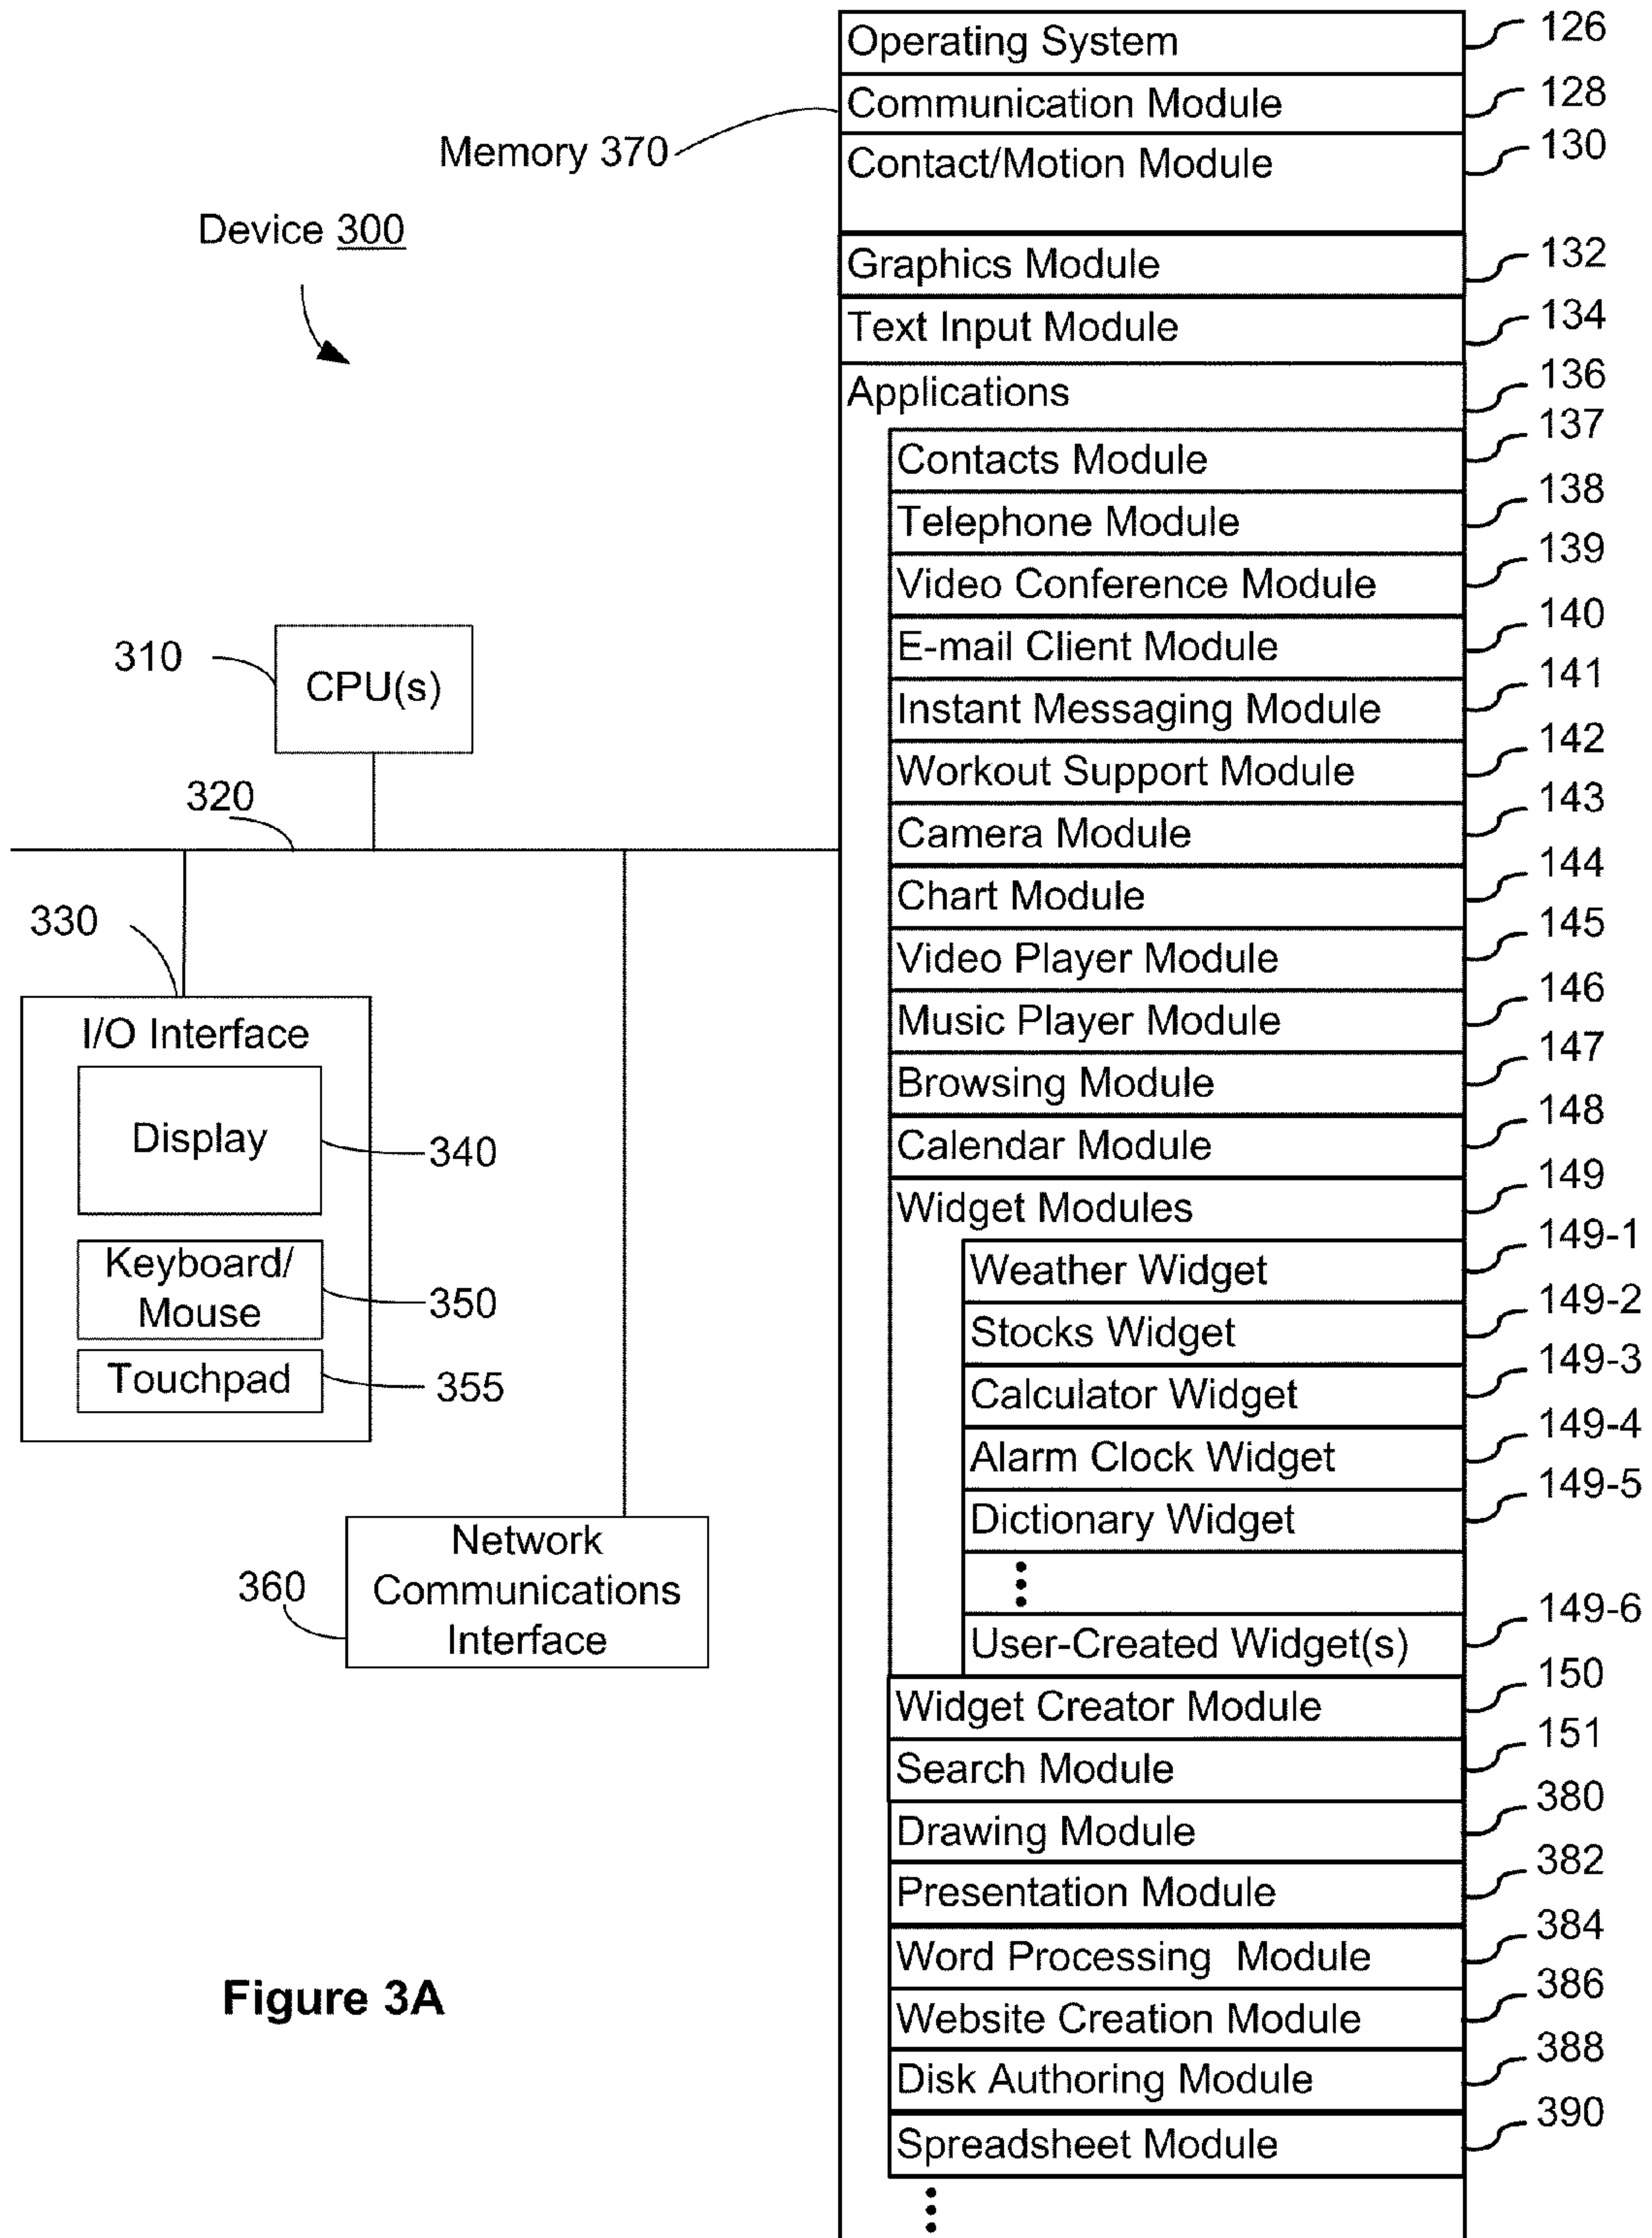 Operating System 126
Communication Module 128
Memory 370
Contact/Motion Module 130
Device 300
Graphics Module 132
Text Input Module 134
Applications 136
Contacts Module 137
Telephone Module 138
Video Conference Module 139
E-mail Client Module 140
310 CPU(s)
Instant Messaging Module 141
Workout Support Module 142
320
Camera Module 143
Chart Module 144
330
Video Player Module 145
I/O Interface
Music Player Module 146
Browsing Module 147
Display 340
Calendar Module 148
Widget Modules 149
Keyboard/
Mouse 350
Weather Widget 149-1
Stocks Widget 149-2
Touchpad 355
Calculator Widget 149-3
Alarm Clock Widget 149-4
Dictionary Widget 149-5
360
Network
Communications
Interface
User-Created Widget(s) 149-6
Widget Creator Module 150
Search Module 151
Drawing Module 380
Presentation Module 382
Word Processing Module 384
Figure 3A
Website Creation Module 386
Disk Authoring Module 388
Spreadsheet Module 390